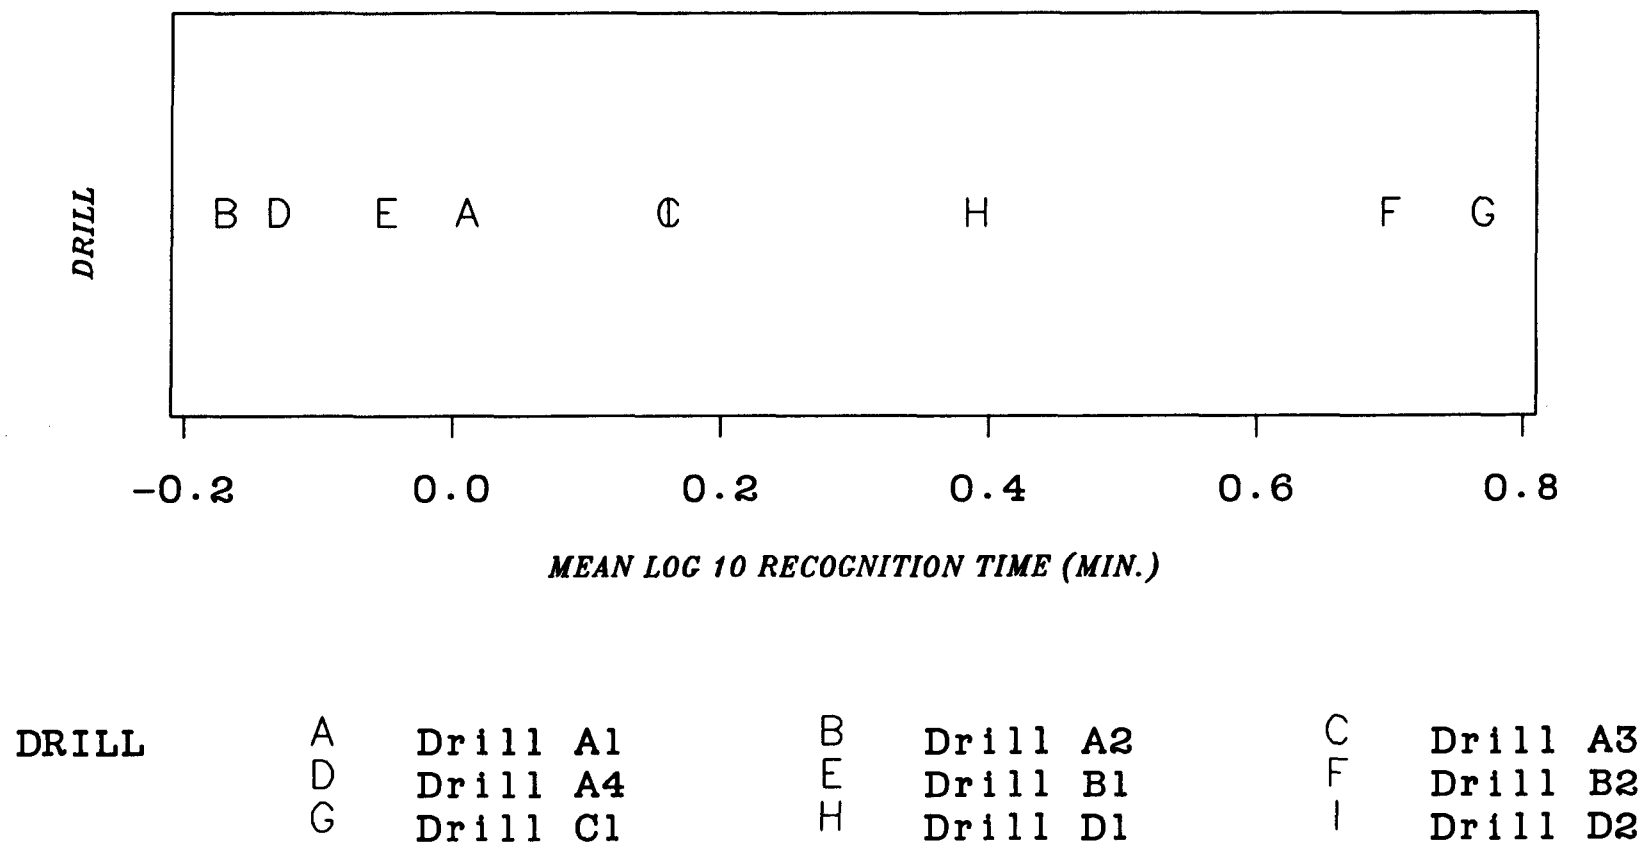 DRILL
B D E A C I H F G
-0.2 0.0 0.2 0.4 0.6 0.8
MEAN LOG 10 RECOGNITION TIME (MIN.)
DRILL A Drill A1 B Drill A2 C Drill A3
D Drill A4 E Drill B1 F Drill B2
G Drill C1 H Drill D1 I Drill D2